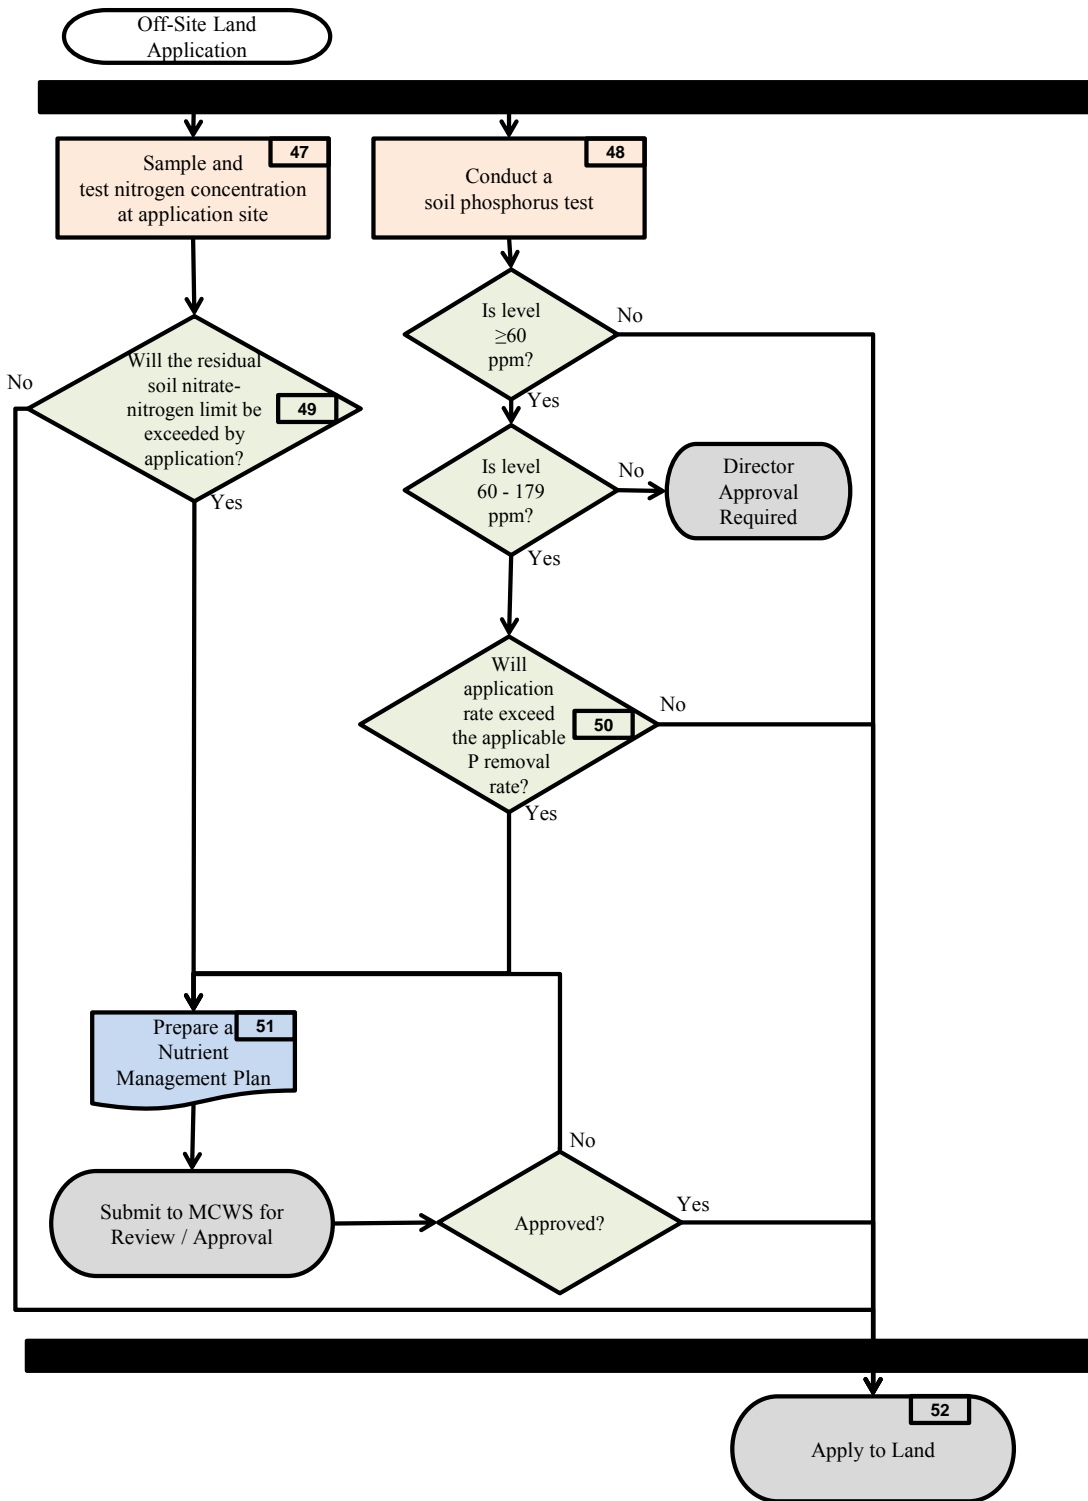 Off-Site Land
Application
47
Sample and
test nitrogen concentration
at application site
48
Conduct a
soil phosphorus test
Is level
≥60
ppm?
No
Yes
No
Will the residual
soil nitrate-
nitrogen limit be
exceeded by
application?
49
Yes
Is level
60 - 179
ppm?
No
Director
Approval
Required
Yes
Will
application
rate exceed
the applicable
P removal
rate?
50
No
Yes
Prepare a
Nutrient
Management Plan
51
No
Submit to MCWS for
Review / Approval
Approved?
Yes
52
Apply to Land